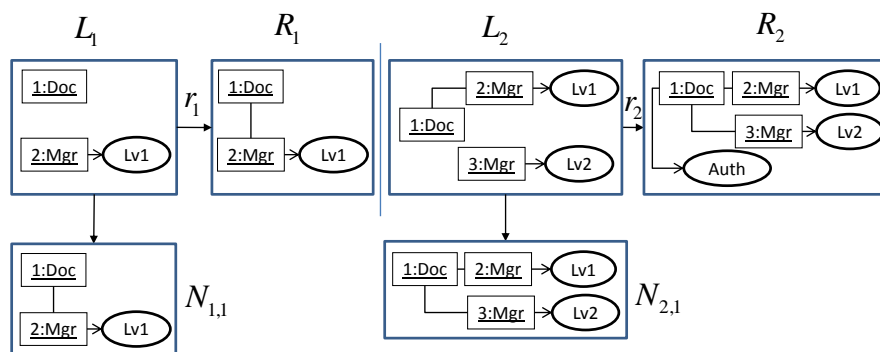 L₁ R₁ L₂ R₂
1:Doc
2:Mgr Lv1
r₁
1:Doc
2:Mgr Lv1
2:Mgr Lv1
1:Doc
3:Mgr Lv2
r₂
1:Doc 2:Mgr Lv1
3:Mgr Lv2
Auth
1:Doc
2:Mgr Lv1
N₁,₁
1:Doc 2:Mgr Lv1
3:Mgr Lv2
N₂,₁